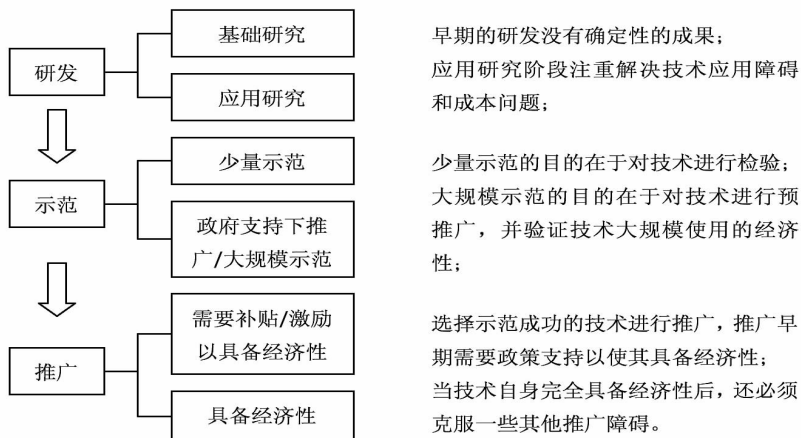 基础研究
研发
应用研究
早期的研发没有确定性的成果；
应用研究阶段注重解决技术应用障碍
和成本问题；
少量示范
示范
政府支持下推
广/大规模示范
少量示范的目的在于对技术进行检验；
大规模示范的目的在于对技术进行预
推广，并验证技术大规模使用的经济
性；
需要补贴/激励
以具备经济性
推广
具备经济性
选择示范成功的技术进行推广，推广早
期需要政策支持以使其具备经济性；
当技术自身完全具备经济性后，还必须
克服一些其他推广障碍。